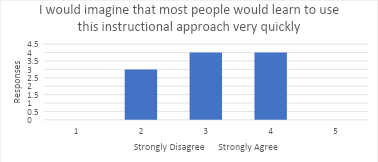 I would imagine that most people would learn to use
this instructional approach very quickly
4.5
4
3.5
3
2.5
2
1.5
1
0.5
0
Responses
1 2 3 4 5
Strongly Disagree Strongly Agree